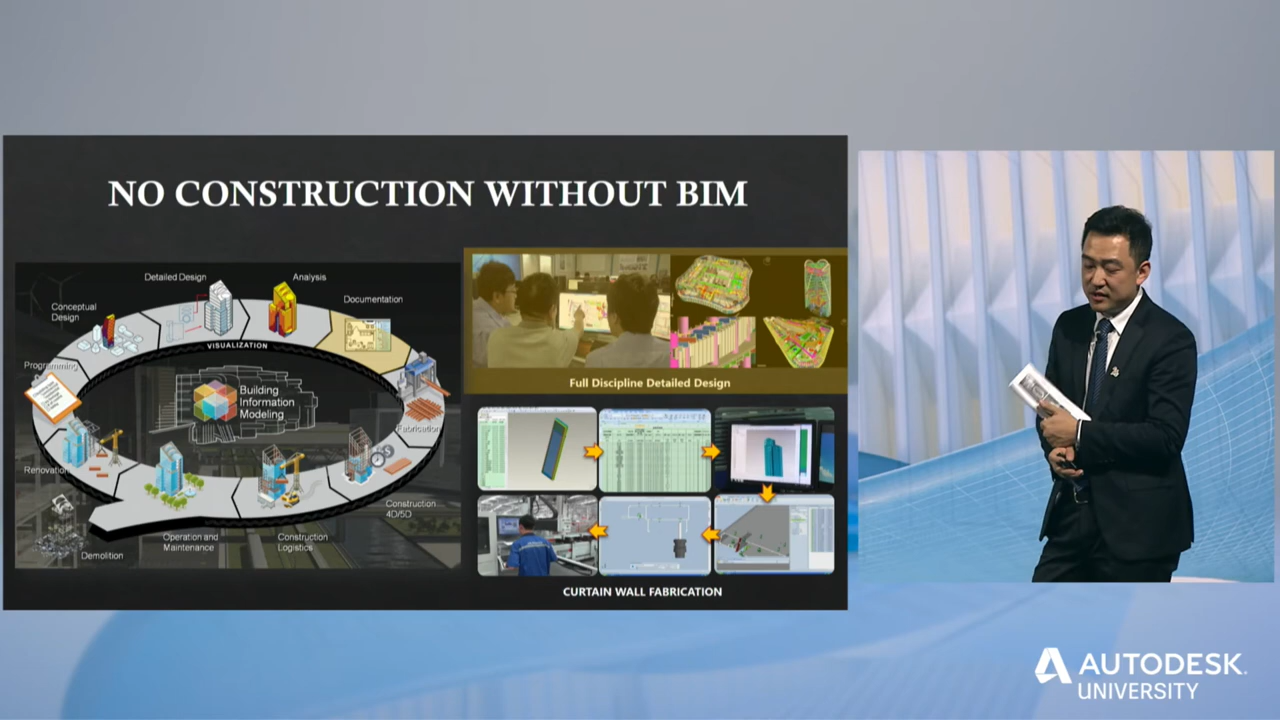 NO CONSTRUCTION WITHOUT BIM
Detailed Design
Analysis
Conceptual
Design
Documentation
VISUALIZATION
Programming
Building
Information
Modeling
Fabrication
Renovation
Construction
4D/5D
Operation and
Maintenance
Construction
Logistics
Demolition
Full Discipline Detailed Design
CURTAIN WALL FABRICATION
AUTODESK
UNIVERSITY